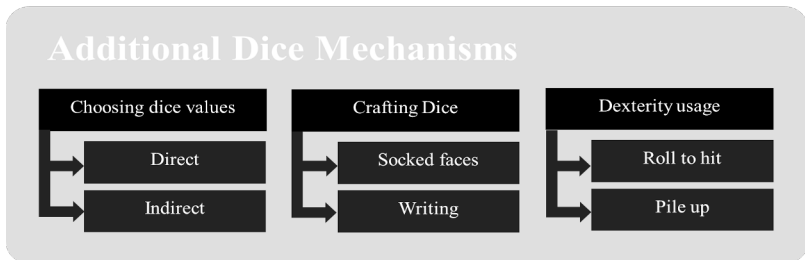 Additional Dice Mechanisms
Choosing dice values
Direct
Indirect
Crafting Dice
Socked faces
Writing
Dexterity usage
Roll to hit
Pile up